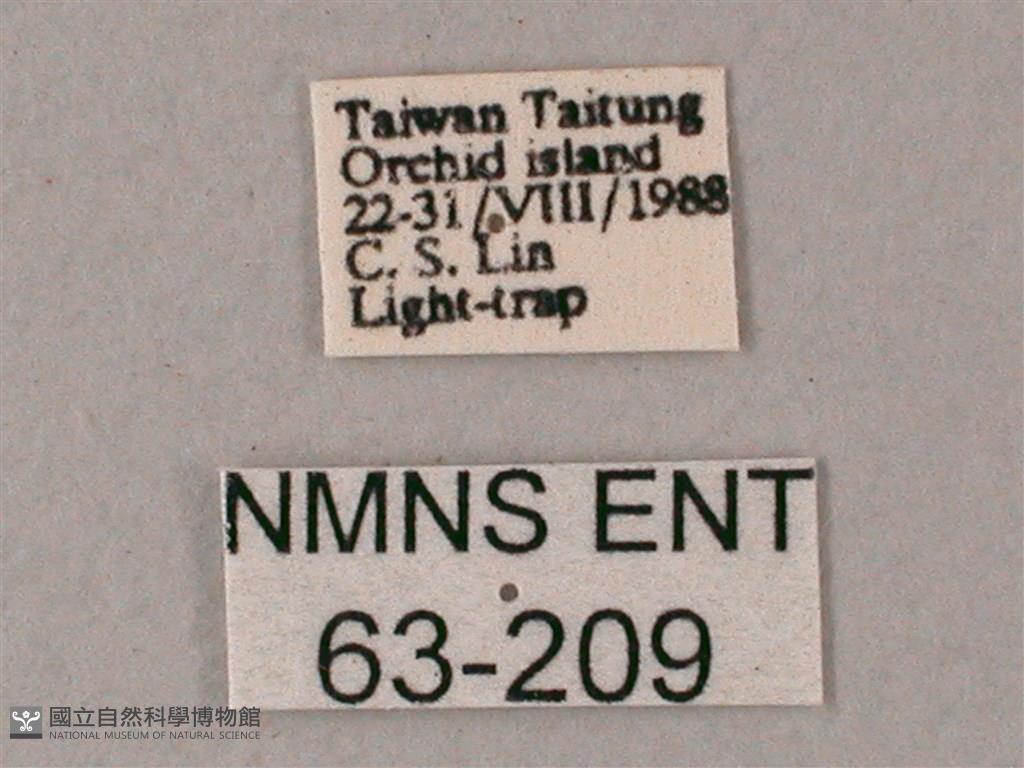 Taiwan Taitung
Orchid island
22-31/VIII/1988
C. S. Lin
Light-trap
NMNS ENT
63-209
國立自然科學博物館
NATIONAL MUSEUM OF NATURAL SCIENCE